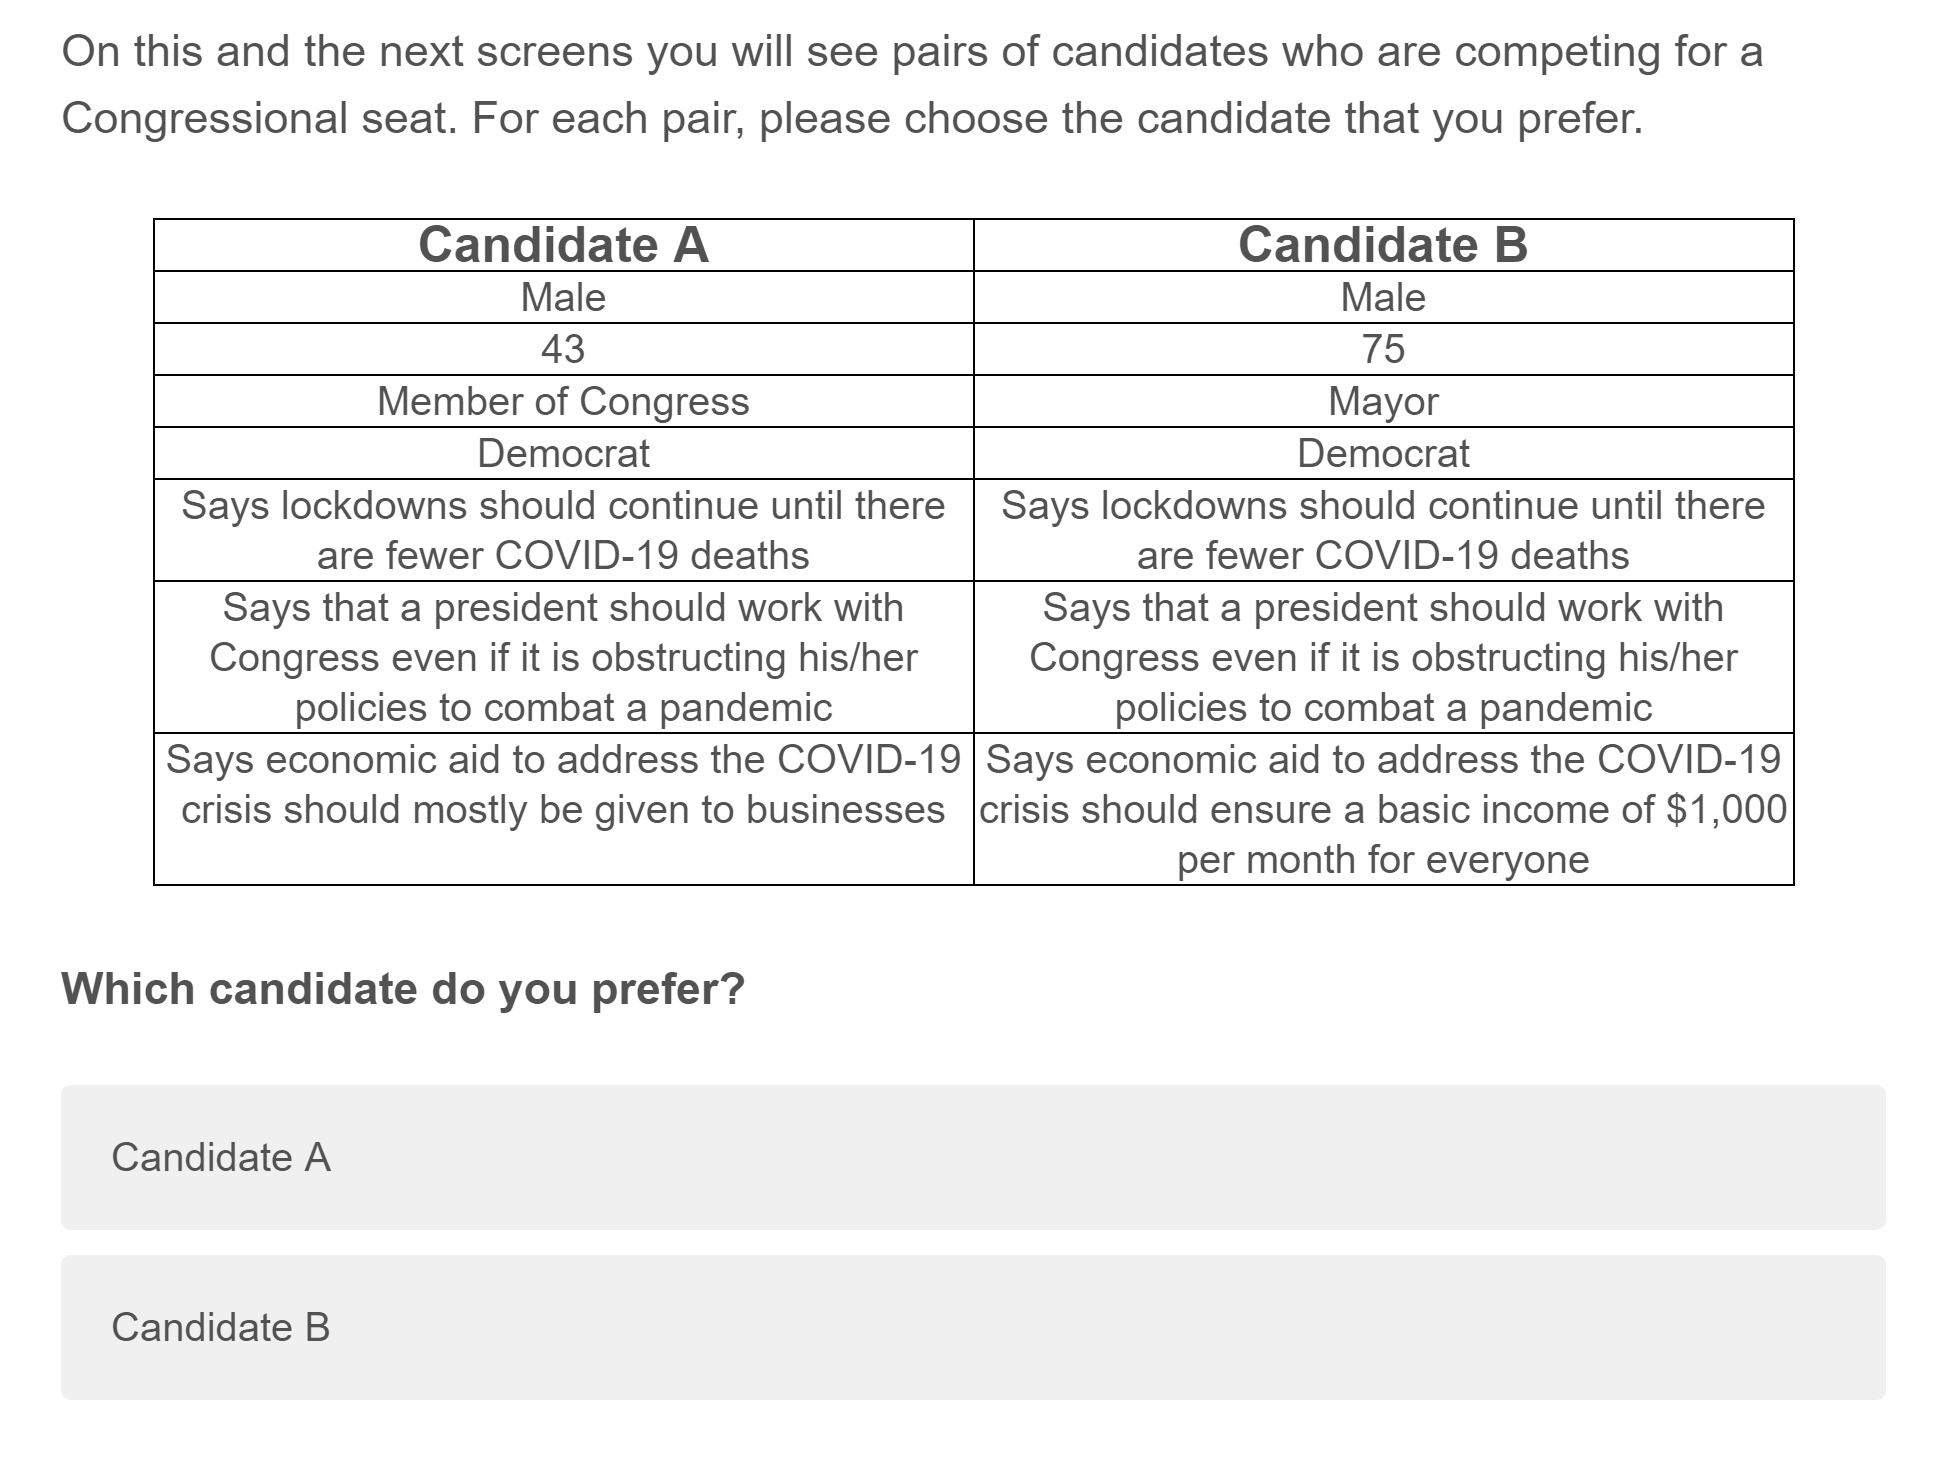 On this and the next screens you will see pairs of candidates who are competing for a
Congressional seat. For each pair, please choose the candidate that you prefer.
Candidate A
Candidate B
Male
Male
43
75
Member of Congress
Mayor
Democrat
Democrat
Says lockdowns should continue until there
are fewer COVID-19 deaths
Says lockdowns should continue until there
are fewer COVID-19 deaths
Says that a president should work with
Congress even if it is obstructing his/her
policies to combat a pandemic
Says that a president should work with
Congress even if it is obstructing his/her
policies to combat a pandemic
Says economic aid to address the COVID-19
crisis should mostly be given to businesses
Says economic aid to address the COVID-19
crisis should ensure a basic income of $1,000
per month for everyone
Which candidate do you prefer?
Candidate A
Candidate B